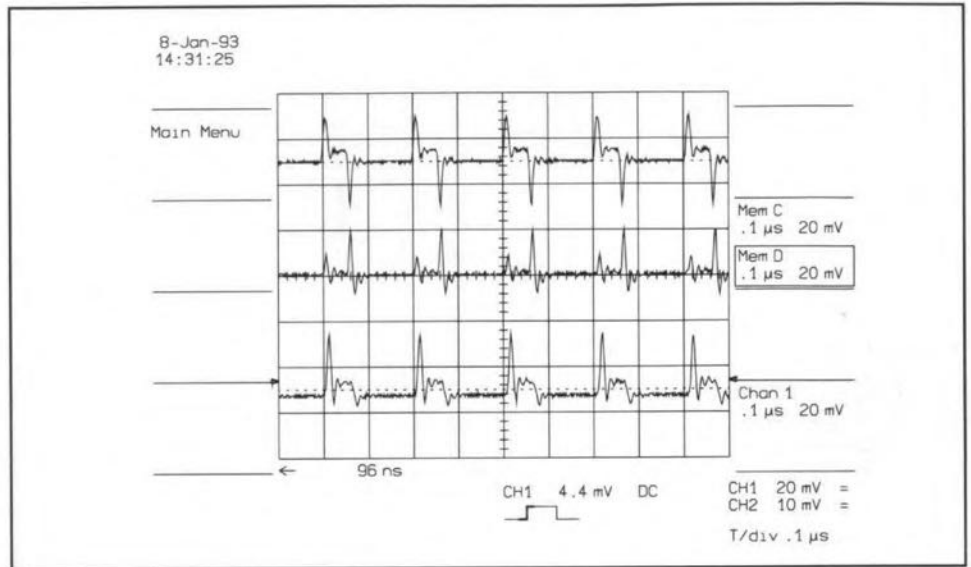 8-Jan-93
14:31:25
Main Menu
Mem C
.1 µs 20 mV
Mem D
.1 µs 20 mV
Chan 1
.1 µs 20 mV
← 96 ns
CH1 4.4 mV DC
CH1 20 mV =
CH2 10 mV =
T/div .1 µs